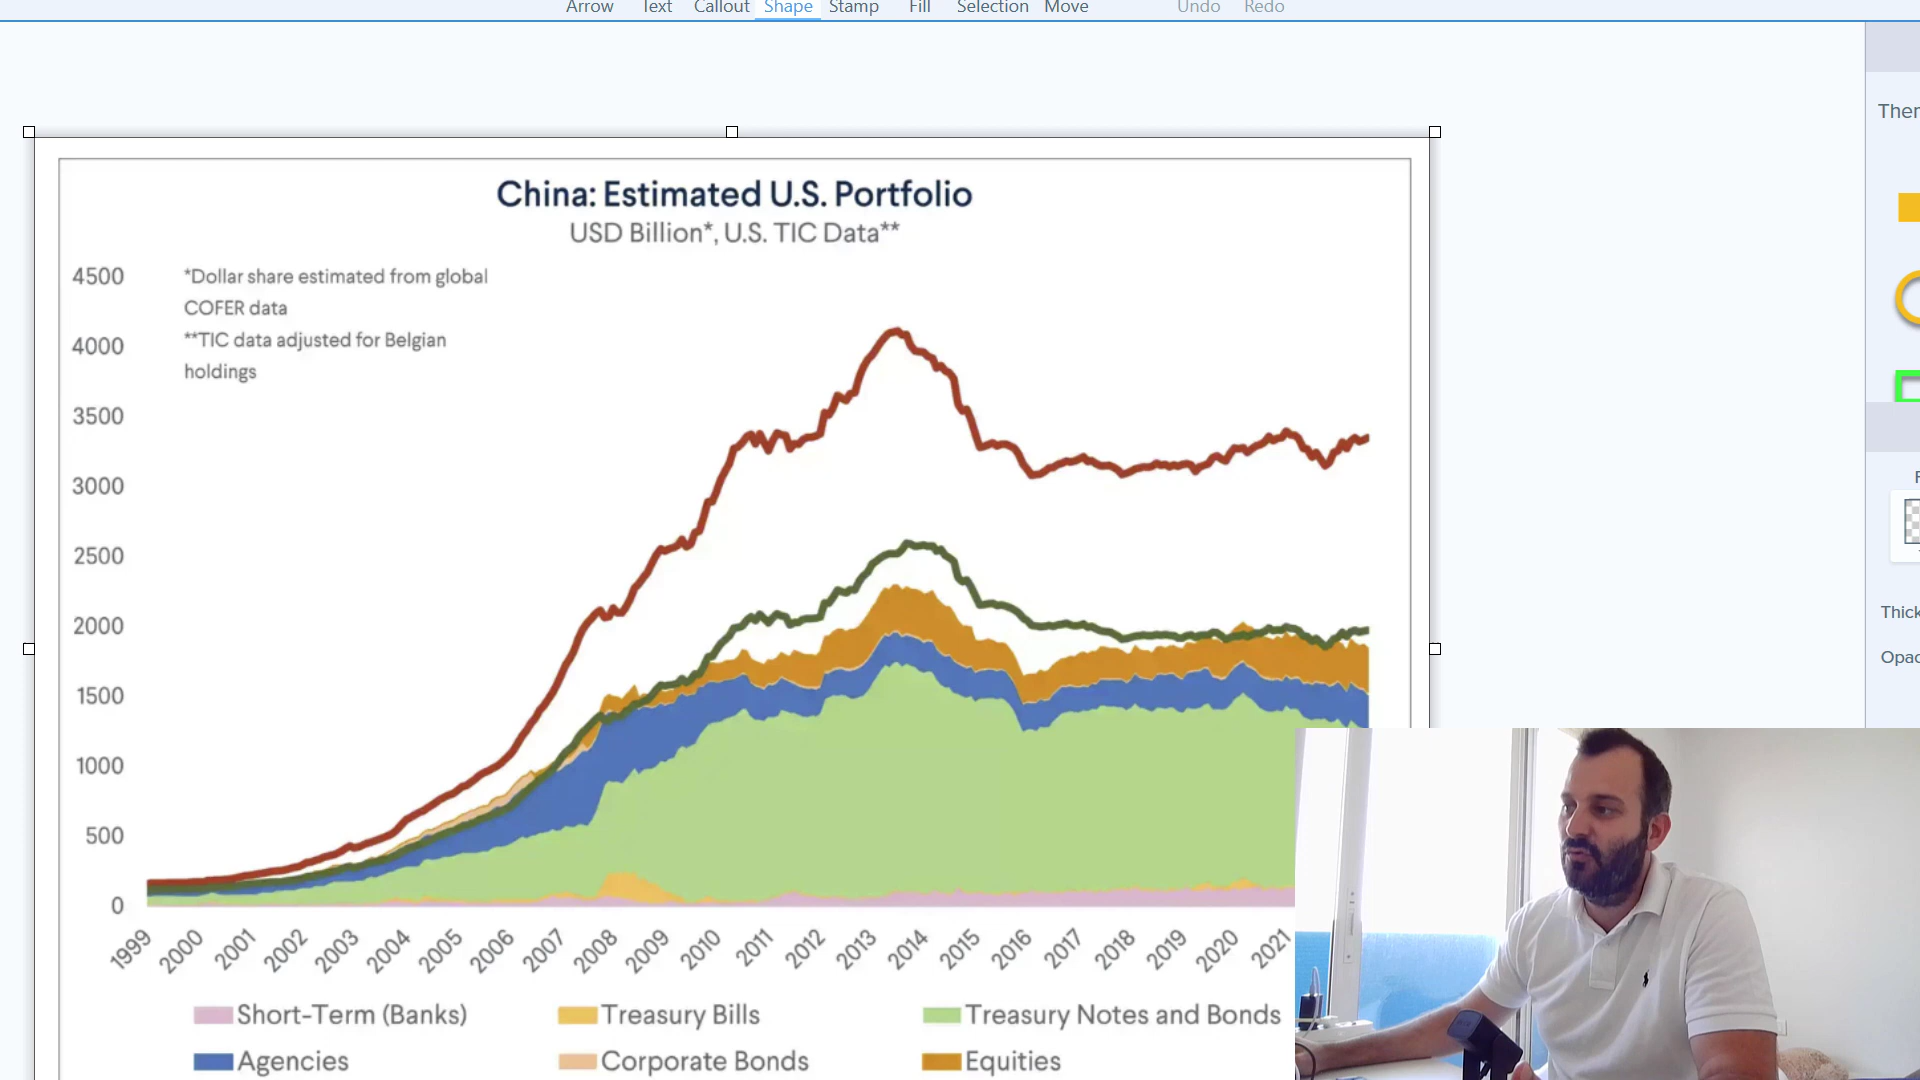 Arrow Text Callout Shape Stamp Fill Selection Move Undo Redo
China: Estimated U.S. Portfolio
USD Billion*, U.S. TIC Data**
*Dollar share estimated from global
COFER data
**TIC data adjusted for Belgian
holdings
4500
4000
3500
3000
2500
2000
1500
1000
500
0
1999 2000 2001 2002 2003 2004 2005 2006 2007 2008 2009 2010 2011 2012 2013 2014 2015 2016 2017 2018 2019 2020 2021
Short-Term (Banks) Treasury Bills Treasury Notes and Bonds
Agencies Corporate Bonds Equities